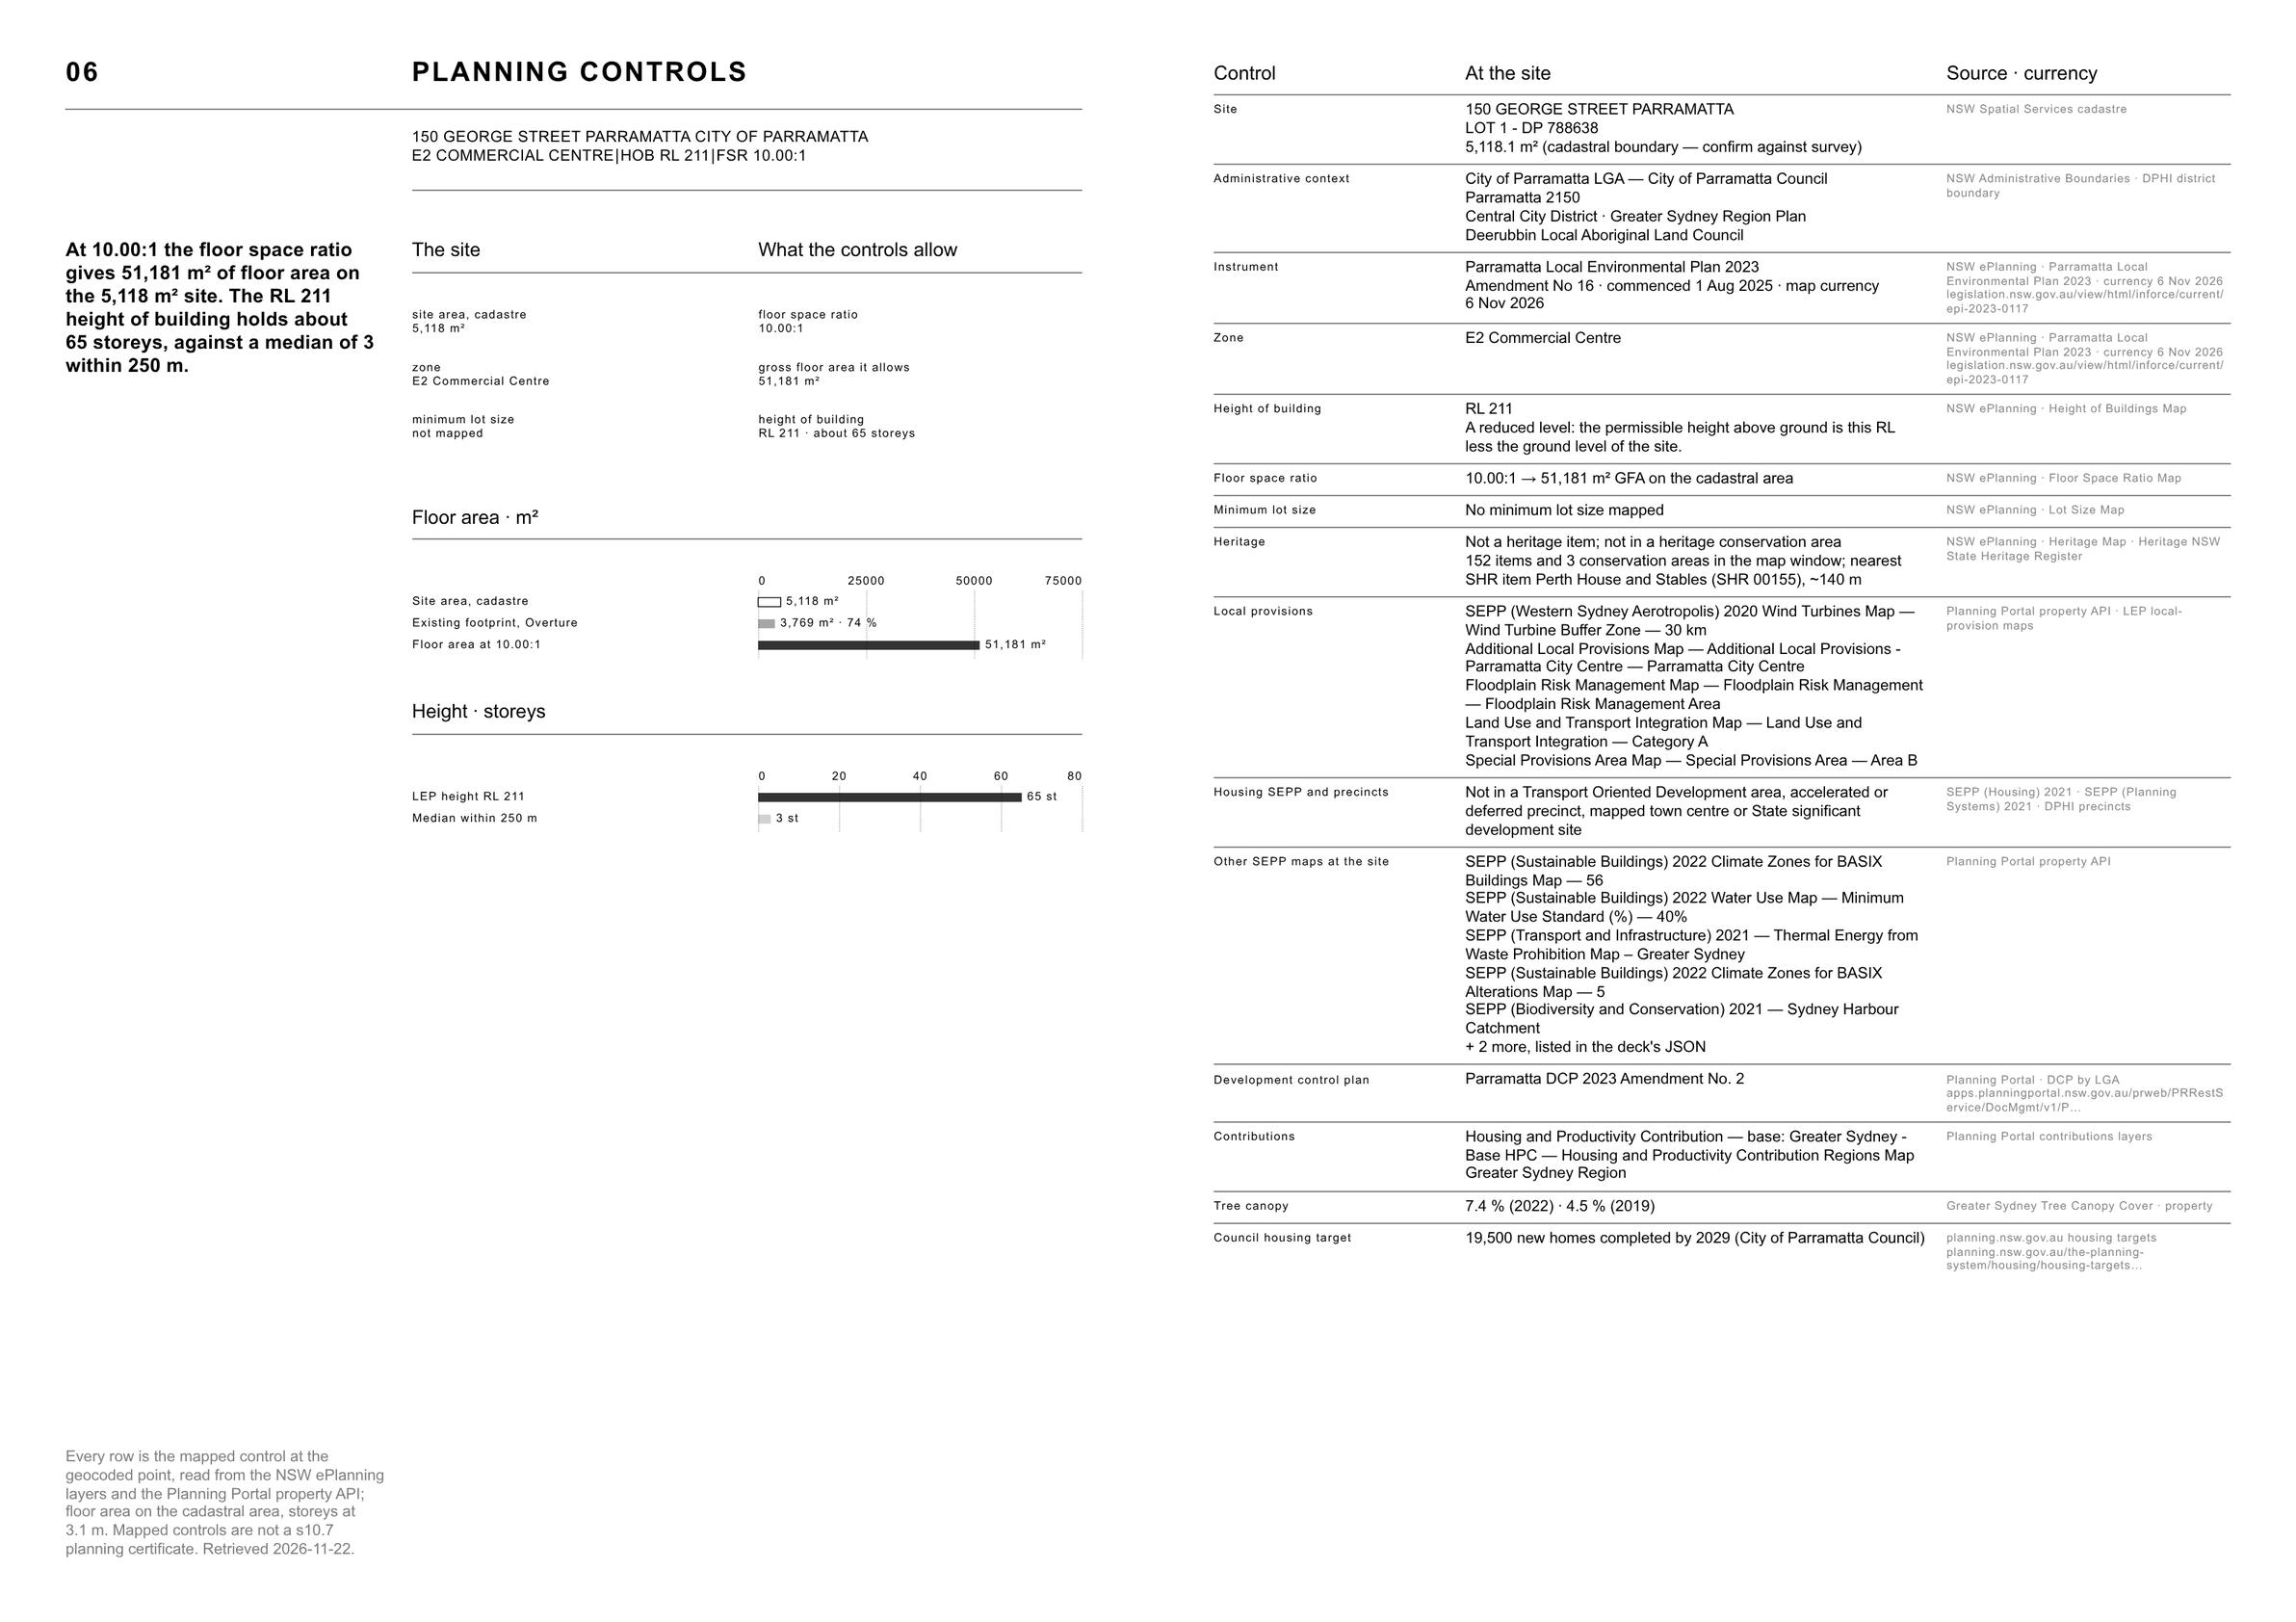 06
PLANNING CONTROLS
150 GEORGE STREET PARRAMATTA CITY OF PARRAMATTA
E2 COMMERCIAL CENTRE|HOB RL 211|FSR 10.00:1
At 10.00:1 the floor space ratio
gives 51,181 m² of floor area on
the 5,118 m² site. The RL 211
height of building holds about
65 storeys, against a median of 3
within 250 m.
The site
What the controls allow
site area, cadastre
5,118 m²
floor space ratio
10.00:1
zone
E2 Commercial Centre
gross floor area it allows
51,181 m²
minimum lot size
not mapped
height of building
RL 211 · about 65 storeys
Floor area · m²
0 25000 50000 75000
Site area, cadastre 5,118 m²
Existing footprint, Overture 3,769 m² · 74 %
Floor area at 10.00:1 51,181 m²
Height · storeys
0 20 40 60 80
LEP height RL 211 65 st
Median within 250 m 3 st
Every row is the mapped control at the
geocoded point, read from the NSW ePlanning
layers and the Planning Portal property API;
floor area on the cadastral area, storeys at
3.1 m. Mapped controls are not a s10.7
planning certificate. Retrieved 2026-11-22.
Control
At the site
Source · currency
Site
150 GEORGE STREET PARRAMATTA
LOT 1 - DP 788638
5,118.1 m² (cadastral boundary — confirm against survey)
NSW Spatial Services cadastre
Administrative context
City of Parramatta LGA — City of Parramatta Council
Parramatta 2150
Central City District · Greater Sydney Region Plan
Deerubbin Local Aboriginal Land Council
NSW Administrative Boundaries · DPHI district
boundary
Instrument
Parramatta Local Environmental Plan 2023
Amendment No 16 · commenced 1 Aug 2025 · map currency
6 Nov 2026
NSW ePlanning · Parramatta Local
Environmental Plan 2023 · currency 6 Nov 2026
legislation.nsw.gov.au/view/html/inforce/current/
epi-2023-0117
Zone
E2 Commercial Centre
NSW ePlanning · Parramatta Local
Environmental Plan 2023 · currency 6 Nov 2026
legislation.nsw.gov.au/view/html/inforce/current/
epi-2023-0117
Height of building
RL 211
A reduced level: the permissible height above ground is this RL
less the ground level of the site.
NSW ePlanning · Height of Buildings Map
Floor space ratio
10.00:1 → 51,181 m² GFA on the cadastral area
NSW ePlanning · Floor Space Ratio Map
Minimum lot size
No minimum lot size mapped
NSW ePlanning · Lot Size Map
Heritage
Not a heritage item; not in a heritage conservation area
152 items and 3 conservation areas in the map window; nearest
SHR item Perth House and Stables (SHR 00155), ~140 m
NSW ePlanning · Heritage Map · Heritage NSW
State Heritage Register
Local provisions
SEPP (Western Sydney Aerotropolis) 2020 Wind Turbines Map —
Wind Turbine Buffer Zone — 30 km
Additional Local Provisions Map — Additional Local Provisions -
Parramatta City Centre — Parramatta City Centre
Floodplain Risk Management Map — Floodplain Risk Management
— Floodplain Risk Management Area
Land Use and Transport Integration Map — Land Use and
Transport Integration — Category A
Special Provisions Area Map — Special Provisions Area — Area B
Planning Portal property API · LEP local-
provision maps
Housing SEPP and precincts
Not in a Transport Oriented Development area, accelerated or
deferred precinct, mapped town centre or State significant
development site
SEPP (Housing) 2021 · SEPP (Planning
Systems) 2021 · DPHI precincts
Other SEPP maps at the site
SEPP (Sustainable Buildings) 2022 Climate Zones for BASIX
Buildings Map — 56
SEPP (Sustainable Buildings) 2022 Water Use Map — Minimum
Water Use Standard (%) — 40%
SEPP (Transport and Infrastructure) 2021 — Thermal Energy from
Waste Prohibition Map – Greater Sydney
SEPP (Sustainable Buildings) 2022 Climate Zones for BASIX
Alterations Map — 5
SEPP (Biodiversity and Conservation) 2021 — Sydney Harbour
Catchment
+ 2 more, listed in the deck's JSON
Planning Portal property API
Development control plan
Parramatta DCP 2023 Amendment No. 2
Planning Portal · DCP by LGA
apps.planningportal.nsw.gov.au/prweb/PRRestS
ervice/DocMgmt/v1/P…
Contributions
Housing and Productivity Contribution — base: Greater Sydney -
Base HPC — Housing and Productivity Contribution Regions Map
Greater Sydney Region
Planning Portal contributions layers
Tree canopy
7.4 % (2022) · 4.5 % (2019)
Greater Sydney Tree Canopy Cover · property
Council housing target
19,500 new homes completed by 2029 (City of Parramatta Council)
planning.nsw.gov.au housing targets
planning.nsw.gov.au/the-planning-
system/housing/housing-targets…